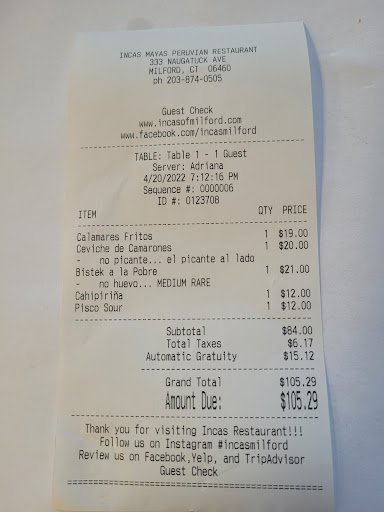 INCAS MAYAS PERUVIAN RESTAURANT
333 NAUGATUCK AVE
MILFORD, CT 06460
ph 203-874-0505
Guest Check
www.incasofmilford.com
www.facebook.com/incasmilford
TABLE: Table 1 - 1 Guest
Server: Adriana
4/20/2022 7:12:16 PM
Sequence #: 0000006
ID #: 0123708
ITEM QTY PRICE
Calamares Fritos 1 $19.00
Ceviche de Camarones 1 $20.00
- no picante... el picante al lado
Bistek a la Pobre 1 $21.00
- no huevo... MEDIUM RARE
Cahipiriña 1 $12.00
Pisco Sour 1 $12.00
Subtotal $84.00
Total Taxes $6.17
Automatic Gratuity $15.12
Grand Total $105.29
Amount Due: $105.29
Thank you for visiting Incas Restaurant!!!
Follow us on Instagram #incasmilford
Review us on Facebook,Yelp, and TripAdvisor
Guest Check